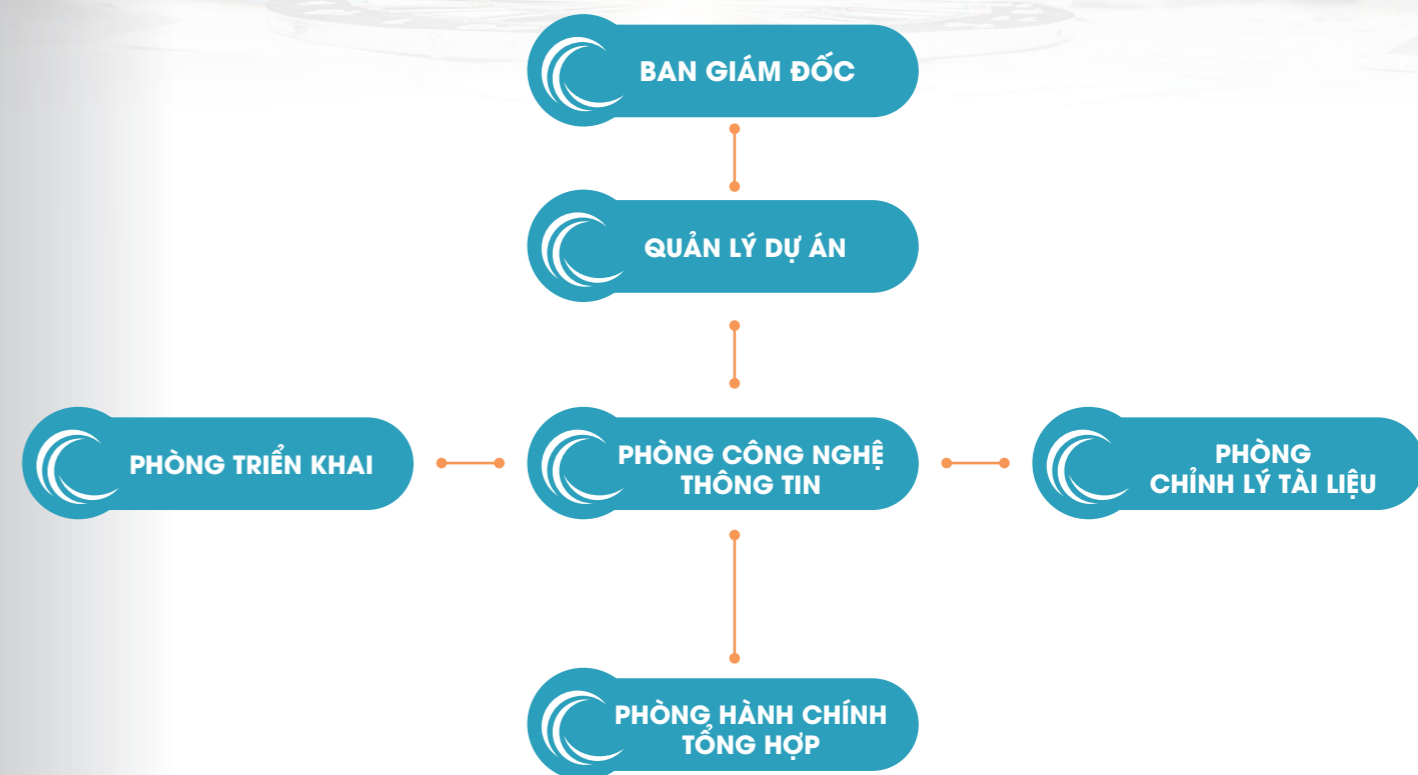 BAN GIÁM ĐỐC
QUẢN LÝ DỰ ÁN
PHÒNG TRIỂN KHAI
PHÒNG CÔNG NGHỆ
THÔNG TIN
PHÒNG
CHỈNH LÝ TÀI LIỆU
PHÒNG HÀNH CHÍNH
TỔNG HỢP